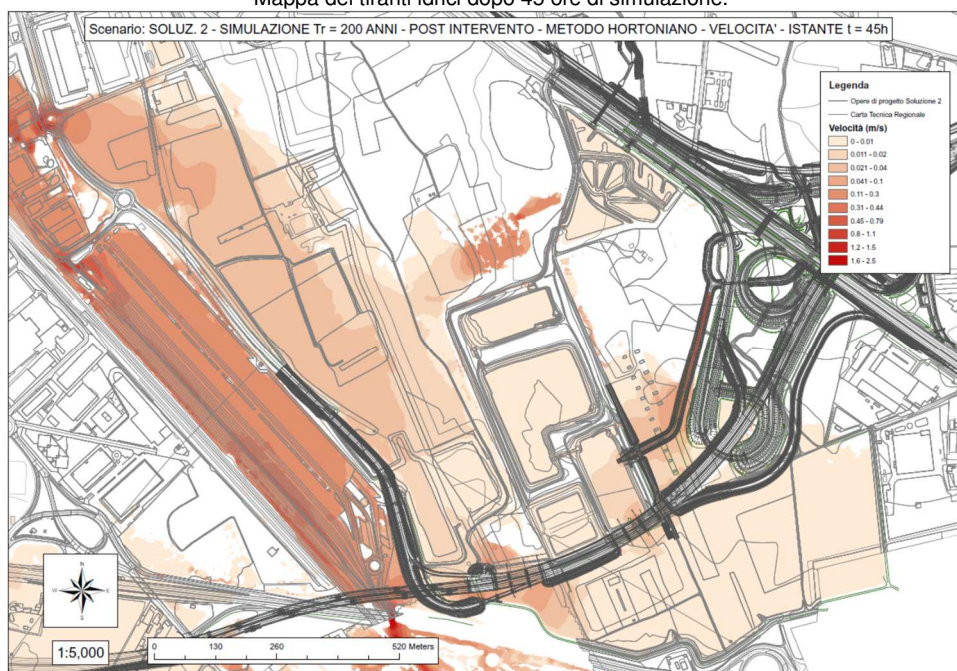 Mappa dei tiranti idrici dopo 45 ore di simulazione.
Scenario: SOLUZ. 2 - SIMULAZIONE Tr = 200 ANNI - POST INTERVENTO - METODO HORTONIANO - VELOCITA' - ISTANTE t = 45h
Legenda
Opere di progetto Soluzione 2
Carta Tecnica Regionale
Velocità (m/s)
0 - 0.01
0.011 - 0.02
0.021 - 0.04
0.041 - 0.1
0.11 - 0.3
0.31 - 0.44
0.45 - 0.79
0.8 - 1.1
1.2 - 1.5
1.6 - 2.5
N
W E
S
1:5,000
0 130 260 520 Meters